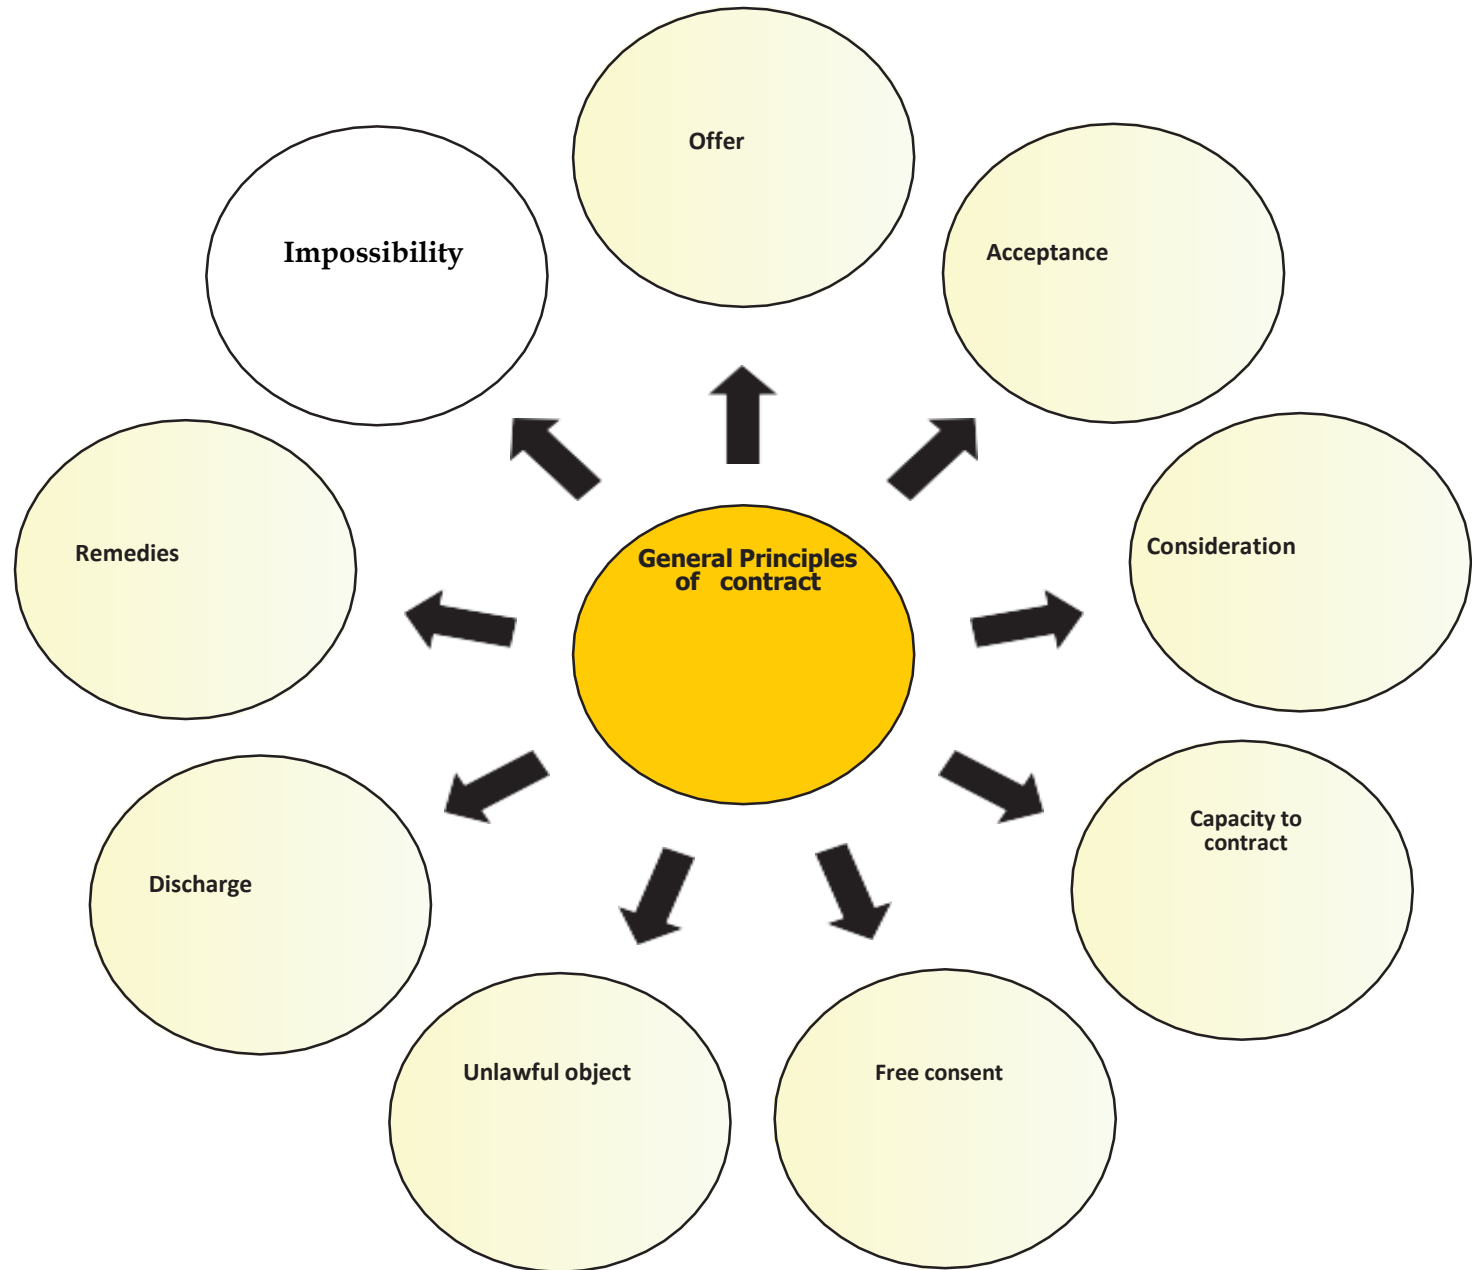 Offer
Impossibility
Acceptance
Remedies
General Principles
of contract
Consideration
Capacity to
contract
Discharge
Unlawful object
Free consent